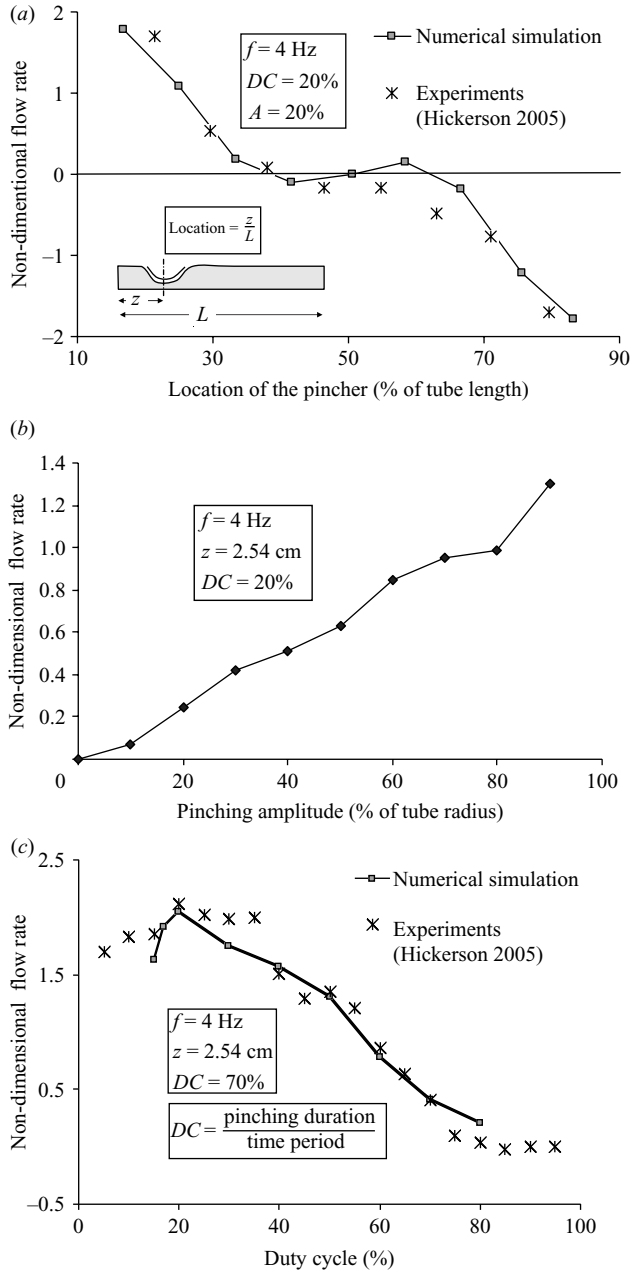 (a)
Non-dimentional flow rate
2
1
0
–1
–2
f = 4 Hz
DC = 20%
A = 20%
Numerical simulation
Experiments
(Hickerson 2005)
Location = z/L
z
L
10 30 50 70 90
Location of the pincher (% of tube length)
(b)
Non-dimensional flow rate
1.4
1.2
1.0
0.8
0.6
0.4
0.2
f = 4 Hz
z = 2.54 cm
DC = 20%
0 20 40 60 80 100
Pinching amplitude (% of tube radius)
(c)
Non-dimensional flow rate
2.5
1.5
0.5
–0.5
Numerical simulation
Experiments
(Hickerson 2005)
f = 4 Hz
z = 2.54 cm
DC = 70%
DC = pinching duration
time period
0 20 40 60 80 100
Duty cycle (%)